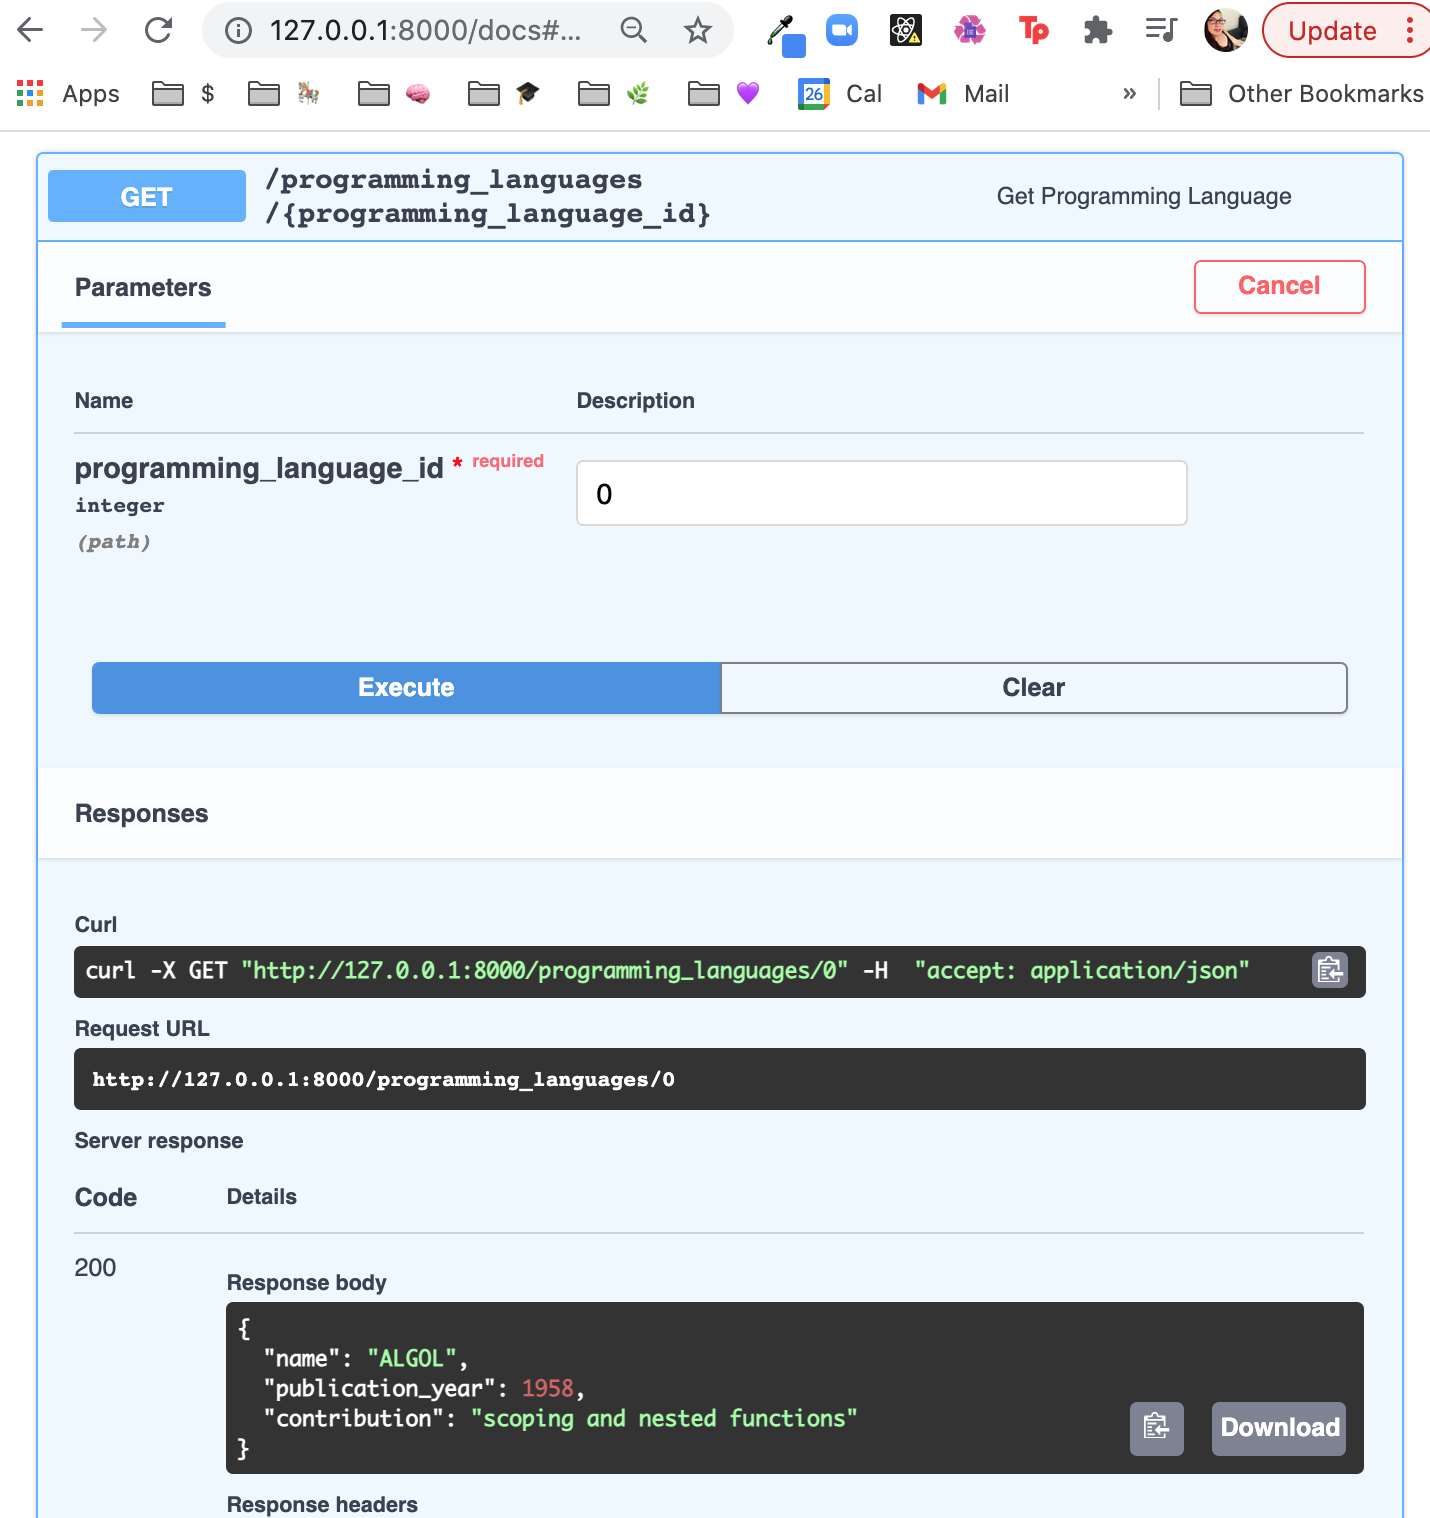 127.0.0.1:8000/docs#...
Tp
Update
Apps
$
26
Cal
Mail
»
Other Bookmarks
GET
/programming_languages
/{programming_language_id}
Get Programming Language
Parameters
Cancel
Name
Description
programming_language_id * required
integer
(path)
0
Execute
Clear
Responses
Curl
curl -X GET "http://127.0.0.1:8000/programming_languages/0" -H  "accept: application/json"
Request URL
http://127.0.0.1:8000/programming_languages/0
Server response
Code
Details
200
Response body
{
"name": "ALGOL",
"publication_year": 1958,
"contribution": "scoping and nested functions"
}
Download
Response headers